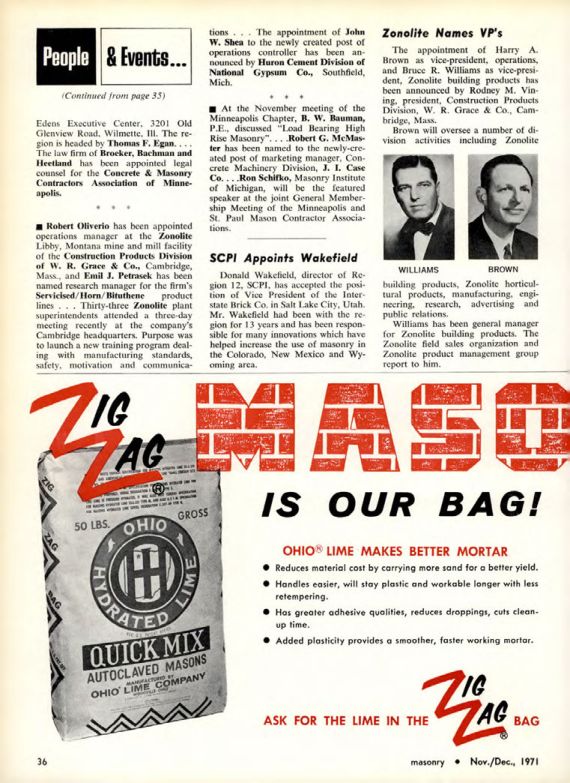 People & Events...
(Continued from page 35)
Edens Executive Center, 3201 Old
Glenview Road, Wilmette, Ill. The re-
gion is headed by Thomas F. Egan. . . .
The law firm of Brocker, Bachman and
Heetland has been appointed legal
counsel for the Concrete & Masonry
Contractors Association of Minne-
apolis.
* * *
■ Robert Oliverio has been appointed
operations manager at the Zonolite
Libby, Montana mine and mill facility
of the Construction Products Division
of W. R. Grace & Co., Cambridge,
Mass., and Emil J. Petrasek has been
named research manager for the firm's
Servicised/Horn/Bituthene product
lines . . . Thirty-three Zonolite plant
superintendents attended a three-day
meeting recently at the company's
Cambridge headquarters. Purpose was
to launch a new training program deal-
ing with manufacturing standards,
safety, motivation and communica-
tions . . . The appointment of John
W. Shea to the newly created post of
operations controller has been an-
nounced by Huron Cement Division of
National Gypsum Co., Southfield,
Mich.
* * *
■ At the November meeting of the
Minneapolis Chapter, B. W. Bauman,
P.E., discussed "Load Bearing High
Rise Masonry". . . .Robert G. McMas-
ter has been named to the newly-cre-
ated post of marketing manager, Con-
crete Machinery Division, J. I. Case
Co. . . .Ron Schifko, Masonry Institute
of Michigan, will be the featured
speaker at the joint General Member-
ship Meeting of the Minneapolis and
St. Paul Mason Contractor Associa-
tions.
SCPI Appoints Wakefield
Donald Wakefield, director of Re-
gion 12, SCPI, has accepted the posi-
tion of Vice President of the Inter-
state Brick Co. in Salt Lake City, Utah.
Mr. Wakefield had been with the re-
gion for 13 years and has been respon-
sible for many innovations which have
helped increase the use of masonry in
the Colorado, New Mexico and Wy-
oming area.
Zonolite Names VP's
The appointment of Harry A.
Brown as vice-president, operations,
and Bruce R. Williams as vice-presi-
dent, Zonolite building products has
been announced by Rodney M. Vin-
ing, president, Construction Products
Division, W. R. Grace & Co., Cam-
bridge, Mass.
Brown will oversee a number of di-
vision activities including Zonolite
WILLIAMS
BROWN
building products, Zonolite horticul-
tural products, manufacturing, engi-
neering, research, advertising and
public relations.
Williams has been general manager
for Zonolite building products. The
Zonolite field sales organization and
Zonolite product management group
report to him.
ZIG
ZAG®
MASO
IS OUR BAG!
ZIG
ZAG
BAG
50 LBS.
GROSS
OHIO
HYDRATED LIME
QUICK MIX
AUTOCLAVED MASONS
MANUFACTURED BY
OHIO LIME COMPANY
OHIO® LIME MAKES BETTER MORTAR
● Reduces material cost by carrying more sand for a better yield.
● Handles easier, will stay plastic and workable longer with less
retempering.
● Has greater adhesive qualities, reduces droppings, cuts clean-
up time.
● Added plasticity provides a smoother, faster working mortar.
ASK FOR THE LIME IN THE ZIG ZAG® BAG
36
masonry ● Nov./Dec., 1971